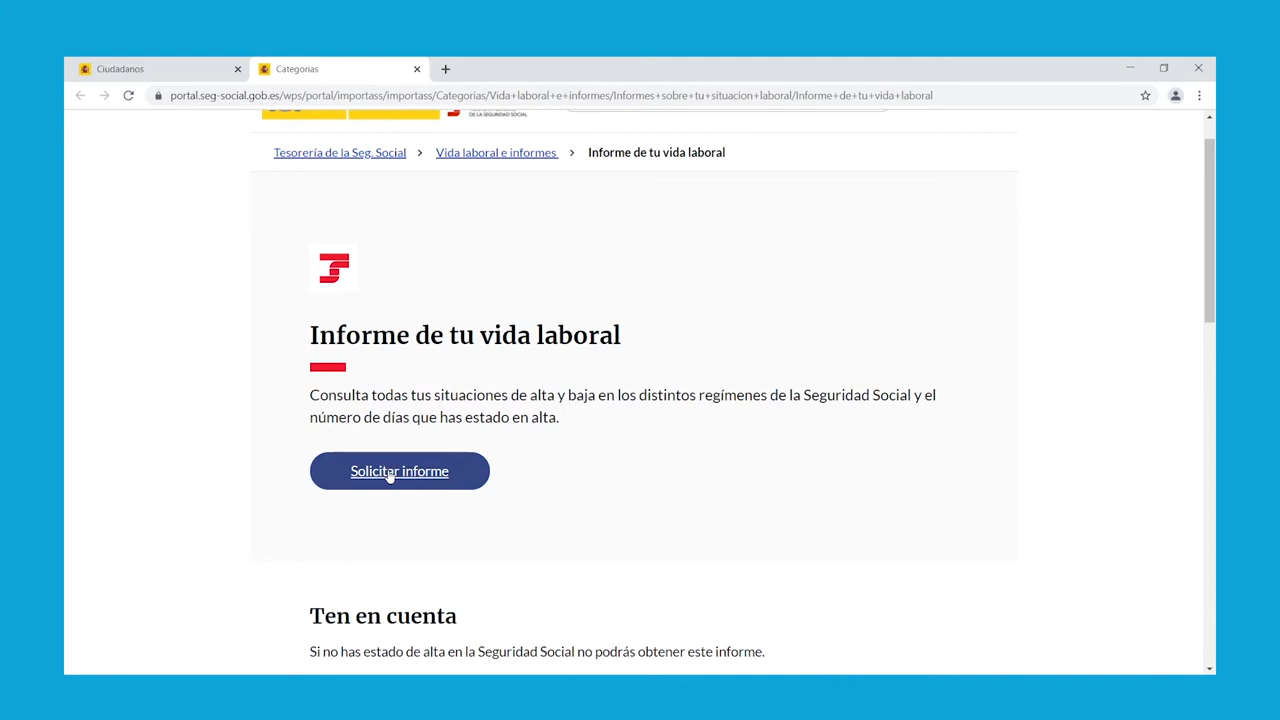 Ciudadanos
Categorias
portal.seg-social.gob.es/wps/portal/importass/importass/Categorias/Vida+laboral+e+informes/Informes+sobre+tu+situacion+laboral/Informe+de+tu+vida+laboral
DE LA SEGURIDAD SOCIAL
Tesorería de la Seg. Social > Vida laboral e informes > Informe de tu vida laboral
Informe de tu vida laboral
Consulta todas tus situaciones de alta y baja en los distintos regímenes de la Seguridad Social y el
número de días que has estado en alta.
Solicitar informe
Ten en cuenta
Si no has estado de alta en la Seguridad Social no podrás obtener este informe.